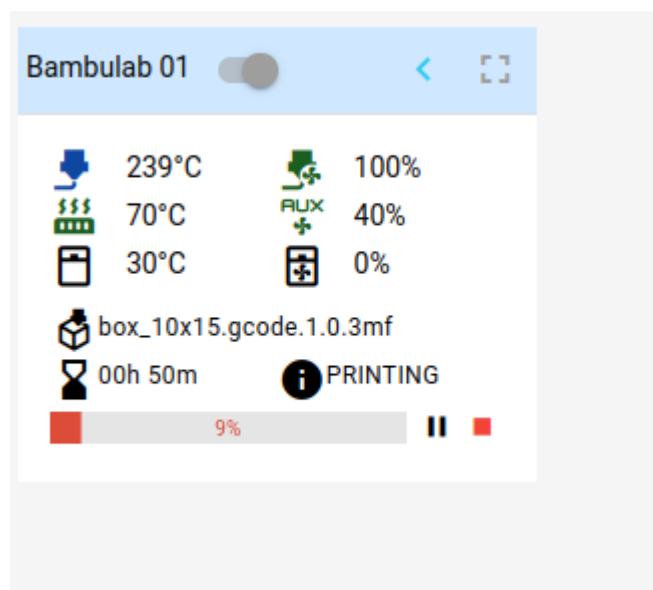 Bambulab 01
239°C 100%
70°C AUX 40%
30°C 0%
box_10x15.gcode.1.0.3mf
00h 50m PRINTING
9%